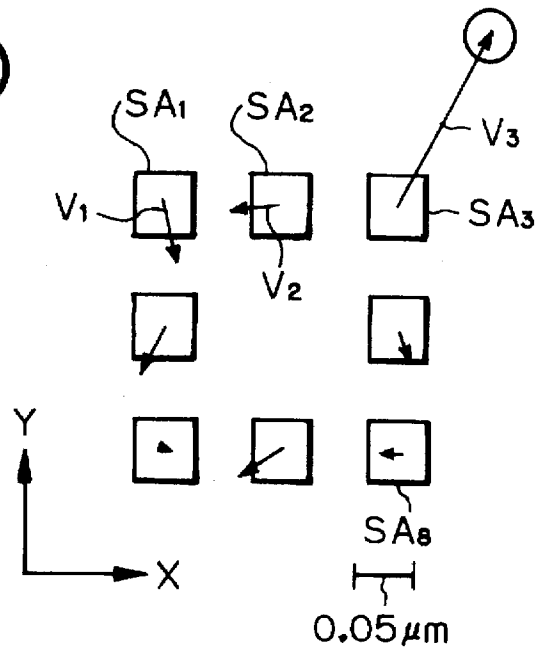 SA₁ SA₂
V₃
V₁ SA₃
V₂
Y
SA₈
X
0.05μm